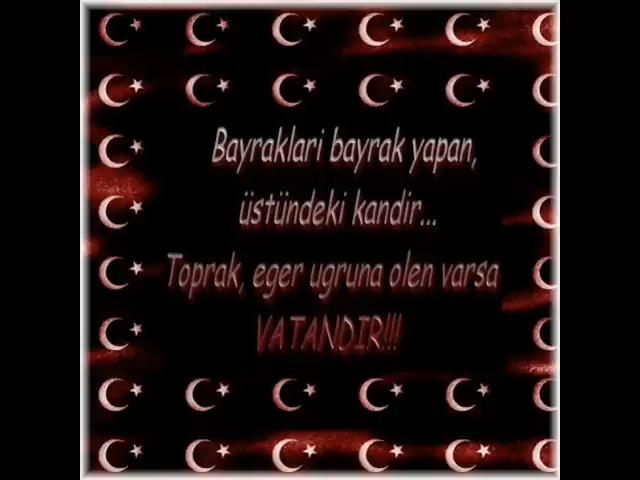 Bayraklari bayrak yapan,
üstündeki kandir...
Toprak, eger ugruna olen varsa
VATANDIR!!!